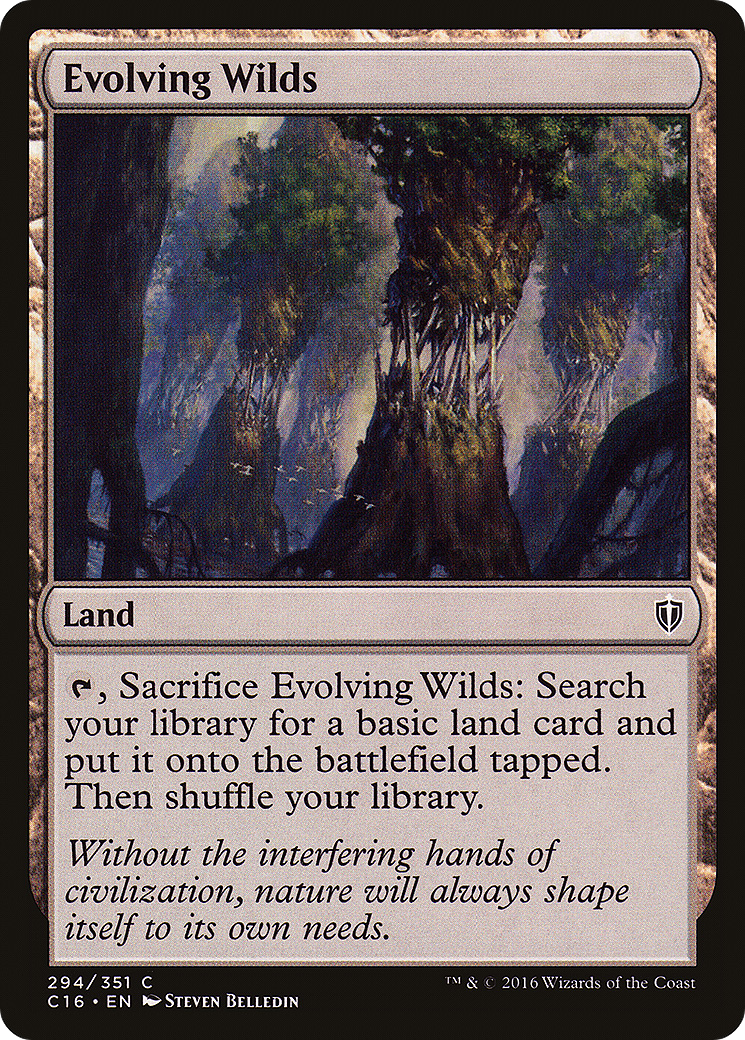 Evolving Wilds
Land
, Sacrifice Evolving Wilds: Search
your library for a basic land card and
put it onto the battlefield tapped.
Then shuffle your library.
Without the interfering hands of
civilization, nature will always shape
itself to its own needs.
294/351 C
™ & © 2016 Wizards of the Coast
C16 • EN Steven Belledin